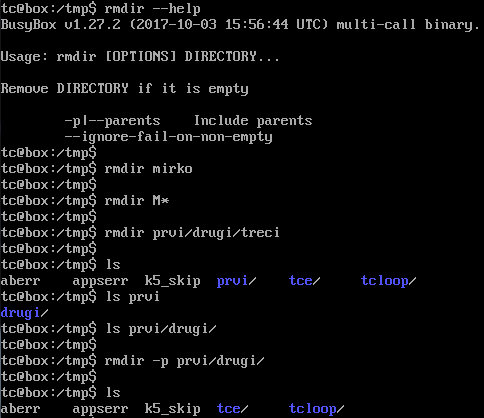 tc@box:/tmp$ rmdir --help
BusyBox v1.27.2 (2017-10-03 15:56:44 UTC) multi-call binary.
Usage: rmdir [OPTIONS] DIRECTORY...
Remove DIRECTORY if it is empty
-p|--parents    Include parents
--ignore-fail-on-non-empty
tc@box:/tmp$
tc@box:/tmp$ rmdir mirko
tc@box:/tmp$
tc@box:/tmp$ rmdir M*
tc@box:/tmp$
tc@box:/tmp$ rmdir prvi/drugi/treci
tc@box:/tmp$
tc@box:/tmp$ ls
aberr    appserr  k5_skip  prvi/    tce/     tcloop/
tc@box:/tmp$ ls prvi
drugi/
tc@box:/tmp$ ls prvi/drugi/
tc@box:/tmp$
tc@box:/tmp$ rmdir -p prvi/drugi/
tc@box:/tmp$
tc@box:/tmp$ ls
aberr    appserr  k5_skip  tce/     tcloop/